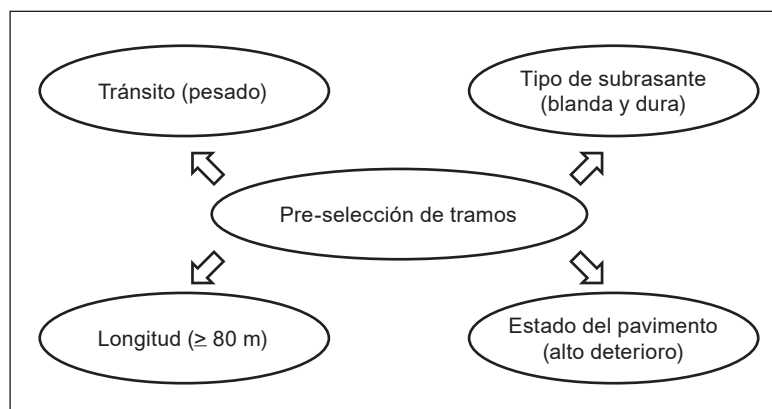 Tránsito (pesado)
Tipo de subrasante
(blanda y dura)
Pre-selección de tramos
Longitud (≥ 80 m)
Estado del pavimento
(alto deterioro)